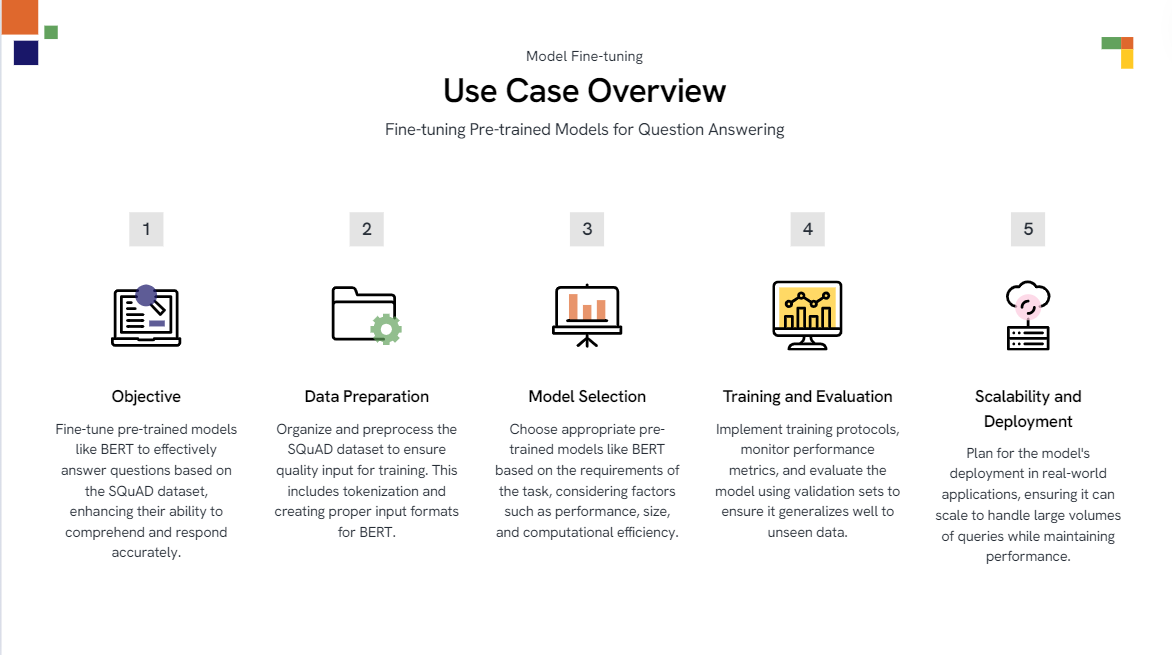 Model Fine-tuning
Use Case Overview
Fine-tuning Pre-trained Models for Question Answering
1
Objective
Fine-tune pre-trained models
like BERT to effectively
answer questions based on
the SQuAD dataset,
enhancing their ability to
comprehend and respond
accurately.
2
Data Preparation
Organize and preprocess the
SQuAD dataset to ensure
quality input for training. This
includes tokenization and
creating proper input formats
for BERT.
3
Model Selection
Choose appropriate pre-
trained models like BERT
based on the requirements of
the task, considering factors
such as performance, size,
and computational efficiency.
4
Training and Evaluation
Implement training protocols,
monitor performance
metrics, and evaluate the
model using validation sets to
ensure it generalizes well to
unseen data.
5
Scalability and
Deployment
Plan for the model's
deployment in real-world
applications, ensuring it can
scale to handle large volumes
of queries while maintaining
performance.